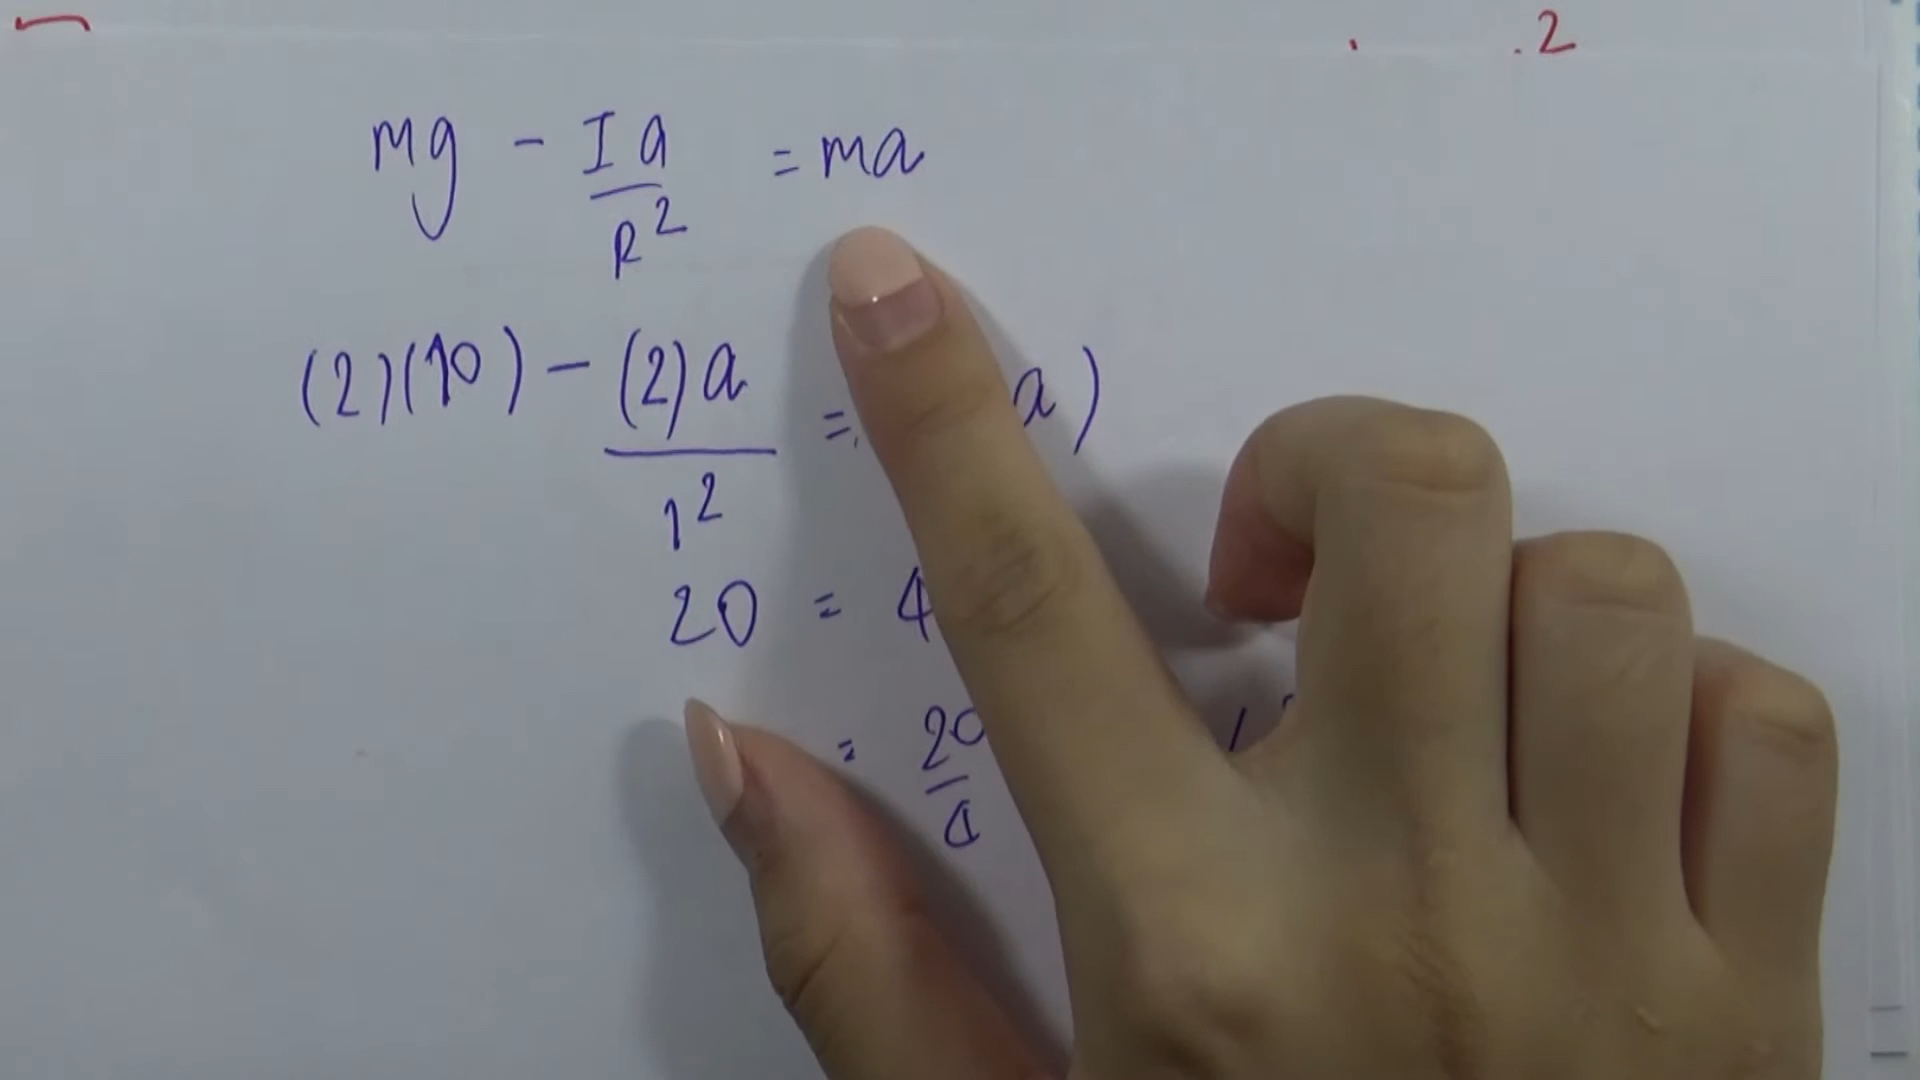 .2
mg - Ia/R² = ma
(2)(10) - (2)a/1² = a)
20 = 4
= 20/4